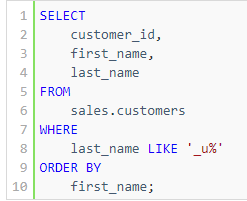 1 SELECT
2     customer_id,
3     first_name,
4     last_name
5 FROM
6     sales.customers
7 WHERE
8     last_name LIKE '_u%'
9 ORDER BY
10     first_name;